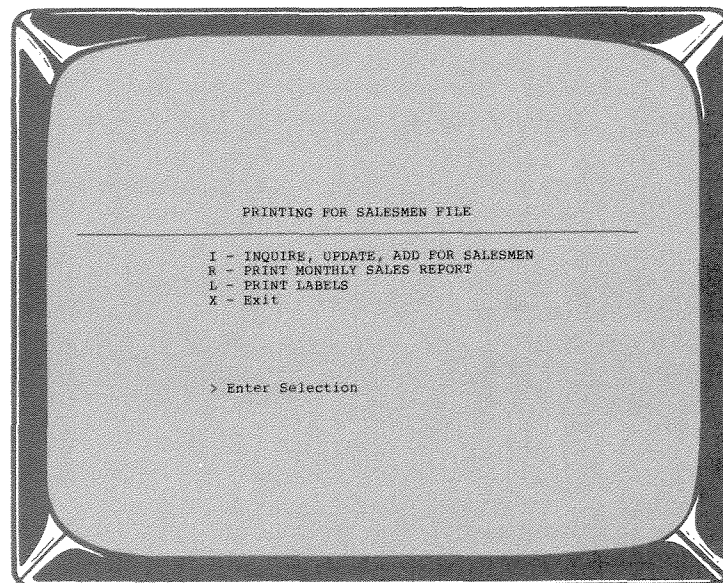 PRINTING FOR SALESMEN FILE
I - INQUIRE, UPDATE, ADD FOR SALESMEN
R - PRINT MONTHLY SALES REPORT
L - PRINT LABELS
X - Exit
> Enter Selection